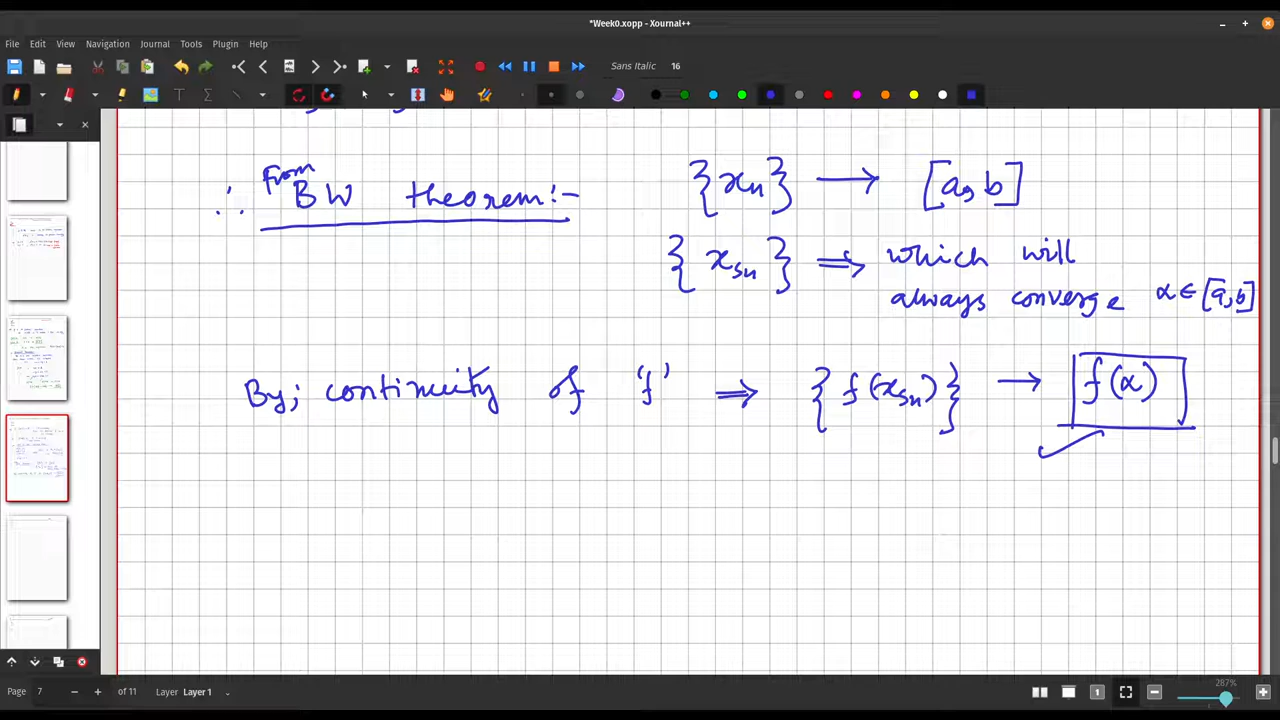 *Week0.xopp - Xournal++
File Edit View Navigation Journal Tools Plugin Help
Sans Italic 16
∴ From BW theorem:- {xn} → [a, b]
{xsn} ⇒ which will
always converge α ∈ [a, b]
By; continuity of 'f' ⇒ {f(xsn)} → f(α)
Page 7 of 11 Layer Layer 1
287%